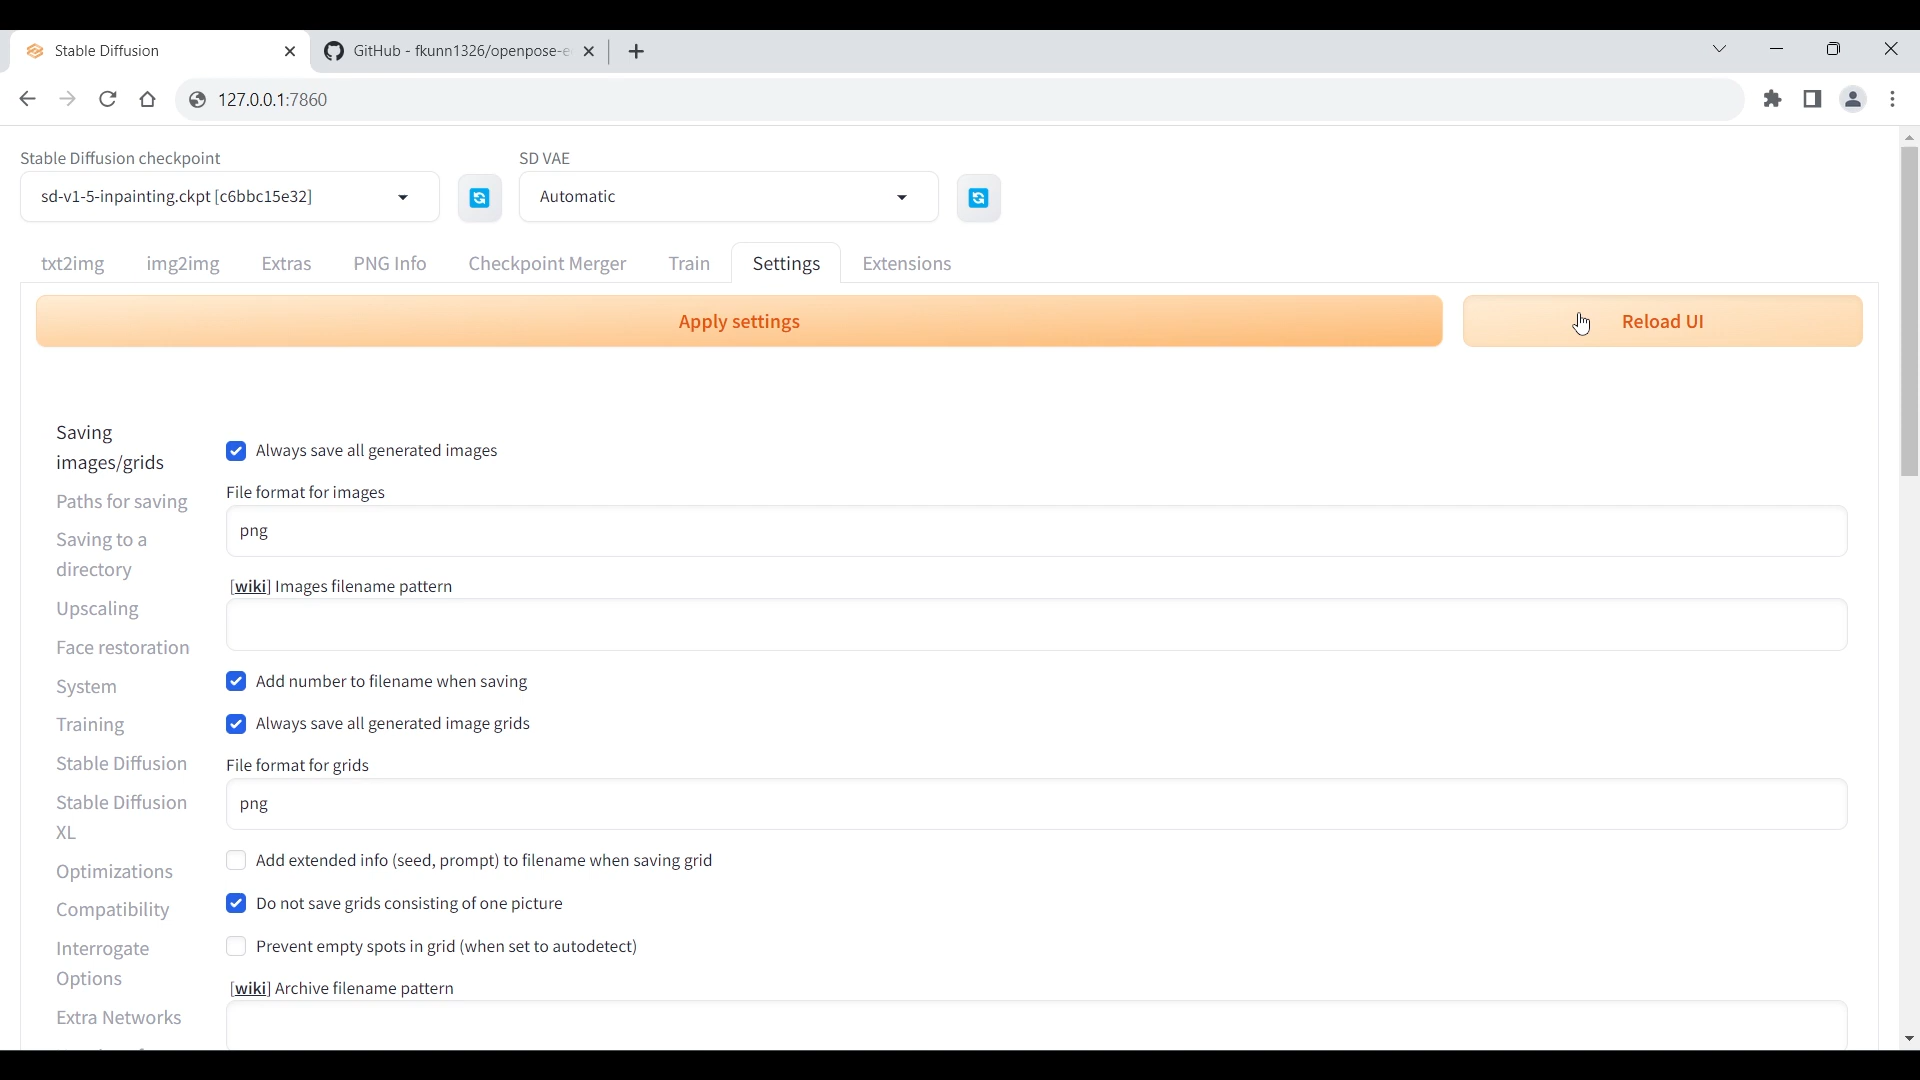 Stable Diffusion
GitHub - fkunn1326/openpose-e
127.0.0.1:7860
Stable Diffusion checkpoint
SD VAE
sd-v1-5-inpainting.ckpt [c6bbc15e32]
Automatic
txt2img
img2img
Extras
PNG Info
Checkpoint Merger
Train
Settings
Extensions
Apply settings
Reload UI
Saving
images/grids
Paths for saving
Saving to a
directory
Upscaling
Face restoration
System
Training
Stable Diffusion
Stable Diffusion
XL
Optimizations
Compatibility
Interrogate
Options
Extra Networks
Always save all generated images
File format for images
png
[wiki] Images filename pattern
Add number to filename when saving
Always save all generated image grids
File format for grids
png
Add extended info (seed, prompt) to filename when saving grid
Do not save grids consisting of one picture
Prevent empty spots in grid (when set to autodetect)
[wiki] Archive filename pattern